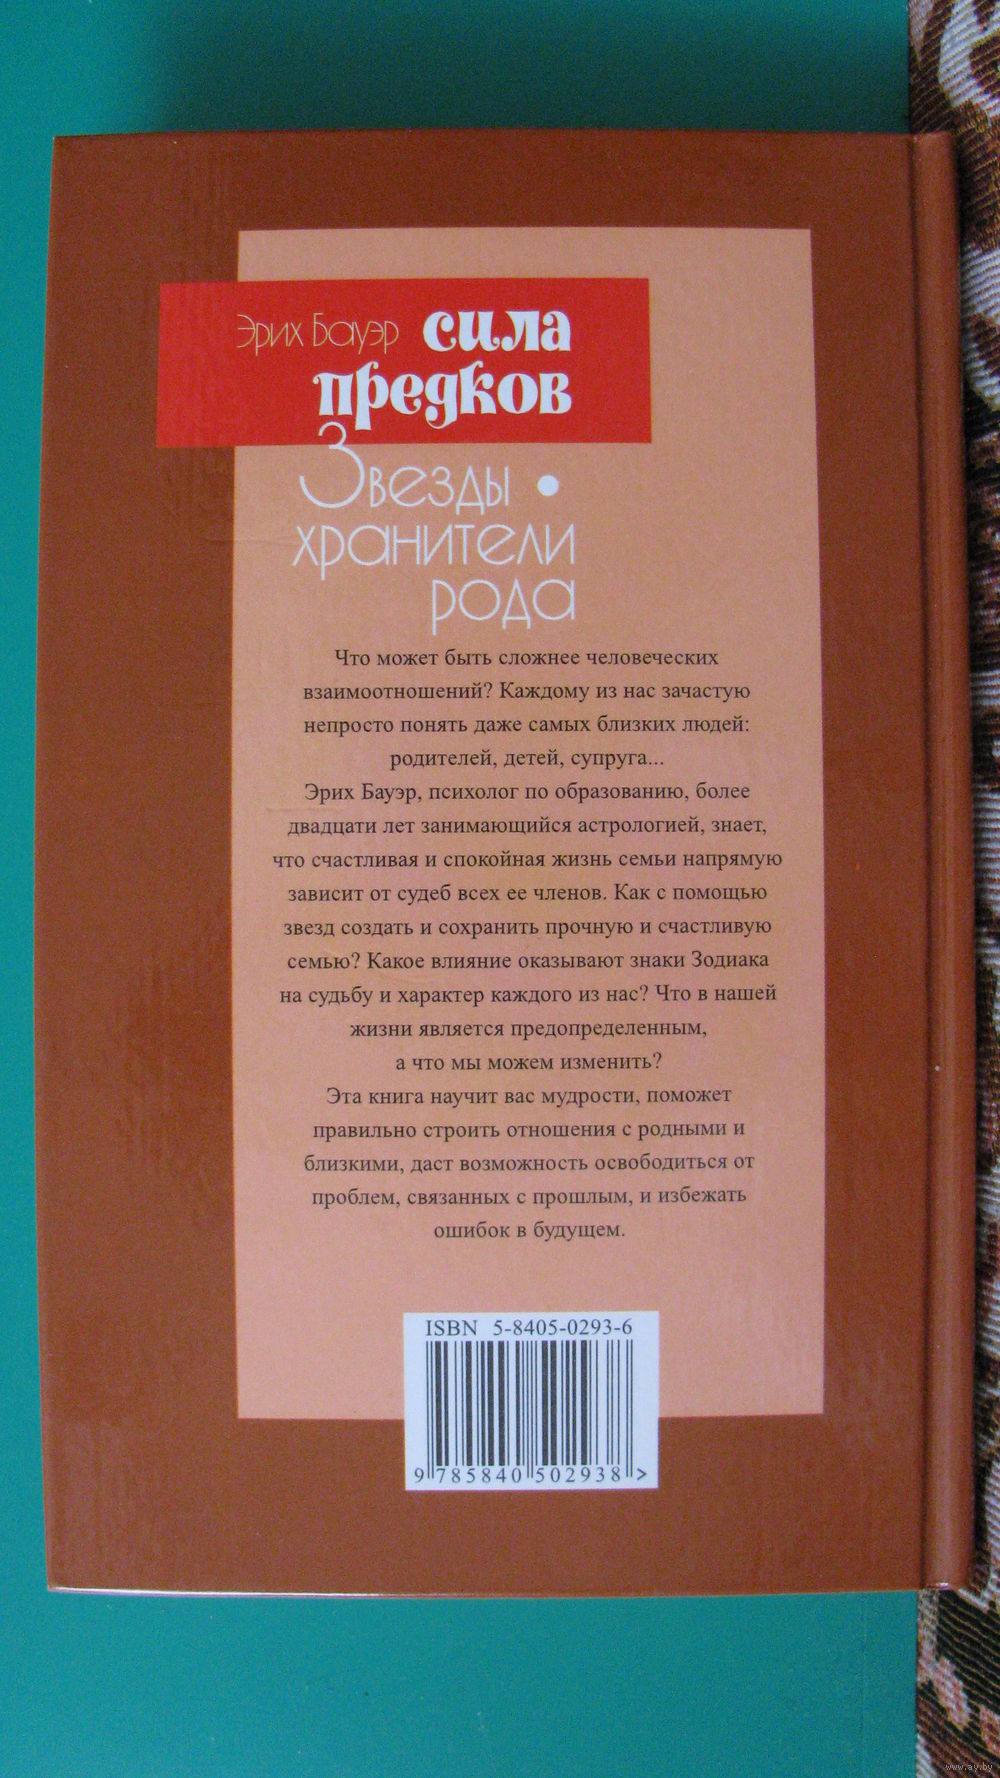 Эрих Бауэр сила
предков
Звезды •
хранители
рода
Что может быть сложнее человеческих
взаимоотношений? Каждому из нас зачастую
непросто понять даже самых близких людей:
родителей, детей, супруга...
Эрих Бауэр, психолог по образованию, более
двадцати лет занимающийся астрологией, знает,
что счастливая и спокойная жизнь семьи напрямую
зависит от судеб всех ее членов. Как с помощью
звезд создать и сохранить прочную и счастливую
семью? Какое влияние оказывают знаки Зодиака
на судьбу и характер каждого из нас? Что в нашей
жизни является предопределенным,
а что мы можем изменить?
Эта книга научит вас мудрости, поможет
правильно строить отношения с родными и
близкими, даст возможность освободиться от
проблем, связанных с прошлым, и избежать
ошибок в будущем.
ISBN 5-8405-0293-6
9 785840 502938 >
www.ay.by